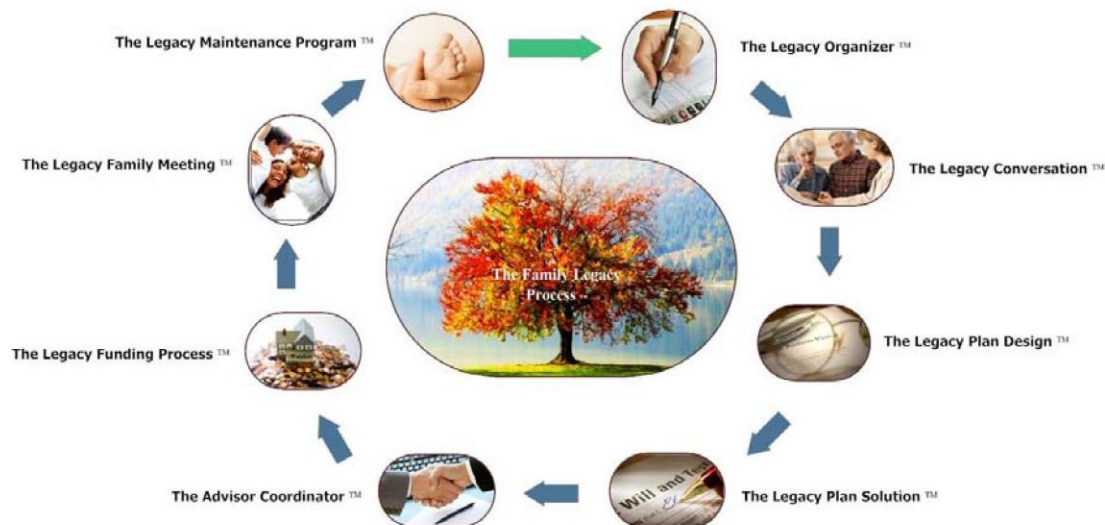 The Legacy Maintenance Program ™
The Legacy Organizer ™
The Legacy Family Meeting ™
The Legacy Conversation ™
The Family Legacy
Process ™
The Legacy Funding Process ™
The Legacy Plan Design ™
The Advisor Coordinator ™
Will and Test
The Legacy Plan Solution ™